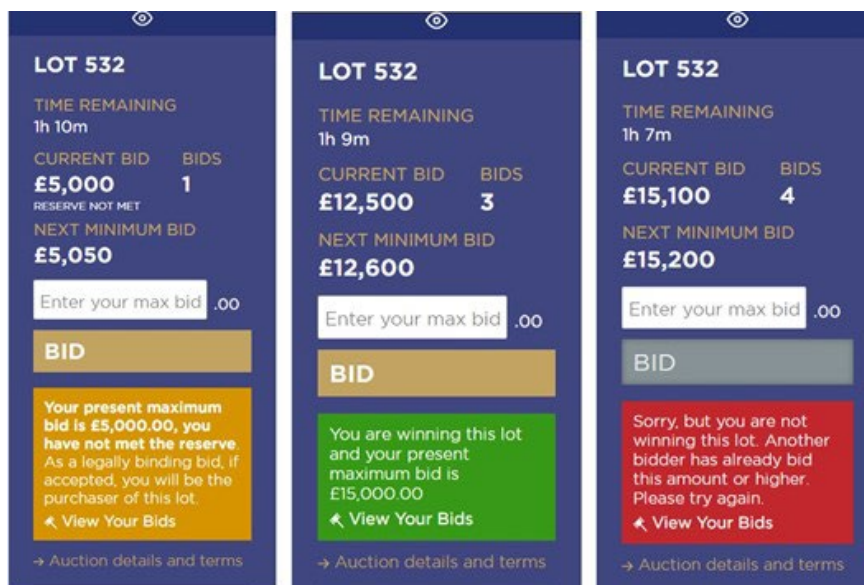 LOT 532
TIME REMAINING
1h 10m
CURRENT BID BIDS
£5,000 1
RESERVE NOT MET
NEXT MINIMUM BID
£5,050
Enter your max bid .00
BID
Your present maximum
bid is £5,000.00, you
have not met the reserve.
As a legally binding bid, if
accepted, you will be the
purchaser of this lot.
View Your Bids
→ Auction details and terms
LOT 532
TIME REMAINING
1h 9m
CURRENT BID BIDS
£12,500 3
NEXT MINIMUM BID
£12,600
Enter your max bid .00
BID
You are winning this lot
and your present
maximum bid is
£15,000.00
View Your Bids
→ Auction details and terms
LOT 532
TIME REMAINING
1h 7m
CURRENT BID BIDS
£15,100 4
NEXT MINIMUM BID
£15,200
Enter your max bid .00
BID
Sorry, but you are not
winning this lot. Another
bidder has already bid
this amount or higher.
Please try again.
View Your Bids
→ Auction details and terms